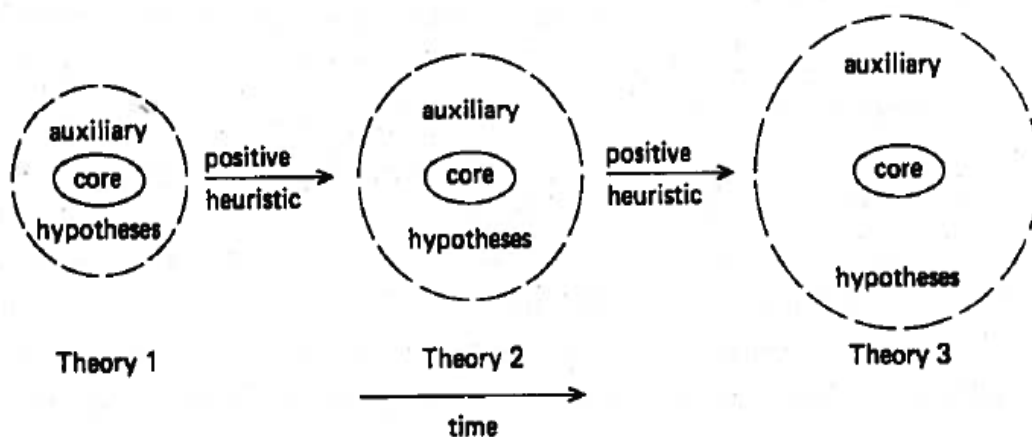 auxiliary
core
hypotheses
Theory 1
positive
heuristic
auxiliary
core
hypotheses
Theory 2
positive
heuristic
auxiliary
core
hypotheses
Theory 3
time